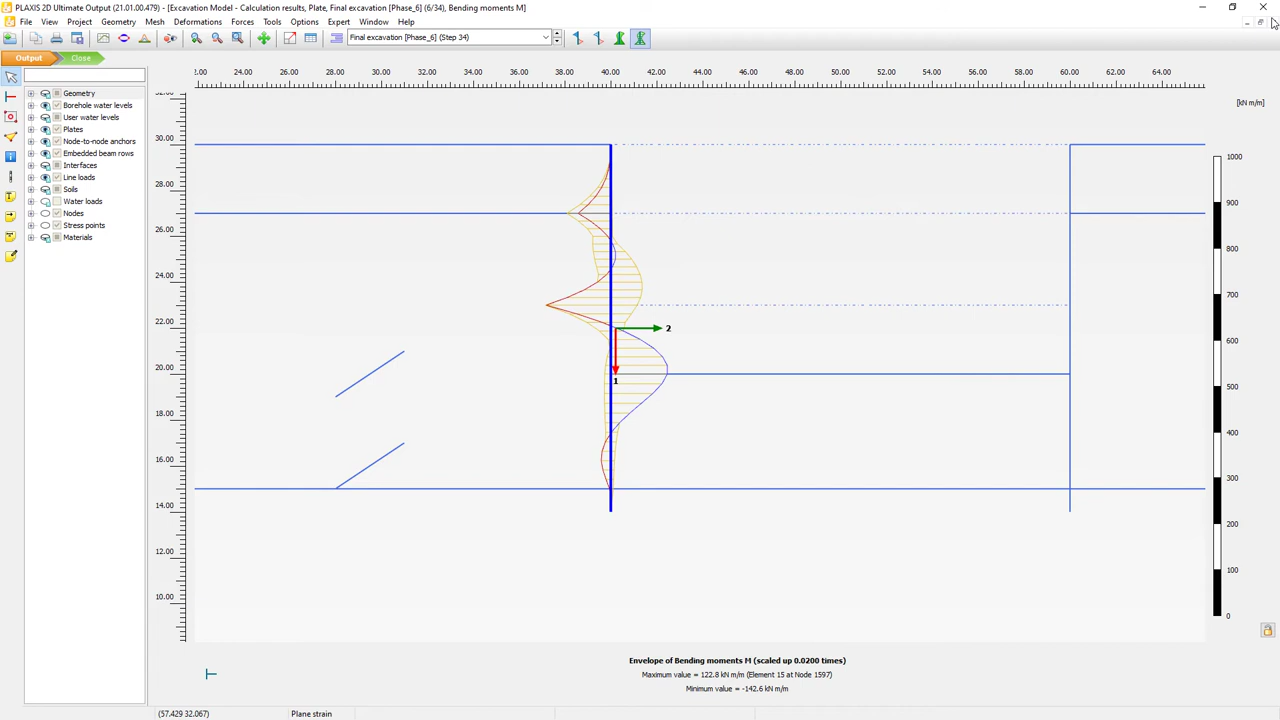 PLAXIS 2D Ultimate Output (21.01.00.479) - [Excavation Model - Calculation results, Plate, Final excavation [Phase_6] (6/34), Bending moments M]
File View Project Geometry Mesh Deformations Forces Tools Options Expert Window Help
Final excavation [Phase_6] (Step 34)
Output Close
!.00 24.00 26.00 28.00 30.00 32.00 34.00 36.00 38.00 40.00 42.00 44.00 46.00 48.00 50.00 52.00 54.00 56.00 58.00 60.00 62.00 64.00
Geometry
Borehole water levels
User water levels
Plates
Node-to-node anchors
Embedded beam rows
Interfaces
Line loads
Soils
Water loads
Nodes
Stress points
Materials
32.00
30.00
28.00
26.00
24.00
22.00
20.00
18.00
16.00
14.00
12.00
10.00
2
1
[kN m/m]
1000
900
800
700
600
500
400
300
200
100
0
Envelope of Bending moments M (scaled up 0.0200 times)
Maximum value = 122.8 kN m/m (Element 15 at Node 1597)
Minimum value = -142.6 kN m/m
(57.429 32.067) Plane strain